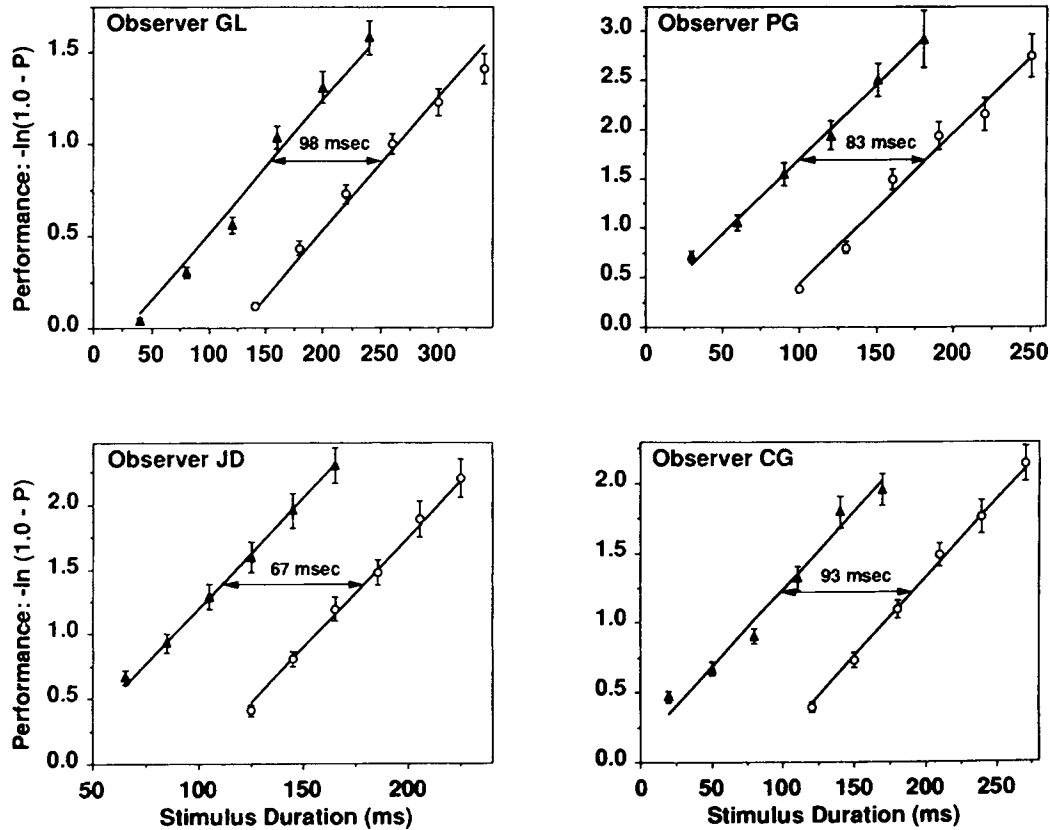 Observer GL
Performance: -ln(1.0 - P)
1.5
1.0
0.5
0.0
98 msec
0 50 100 150 200 250 300
Observer PG
3.0
2.5
2.0
1.5
1.0
0.5
0.0
83 msec
0 50 100 150 200 250
Observer JD
Performance: -ln (1.0 - P)
2.0
1.5
1.0
0.5
0.0
67 msec
50 100 150 200
Stimulus Duration (ms)
Observer CG
2.0
1.5
1.0
0.5
0.0
93 msec
0 50 100 150 200 250
Stimulus Duration (ms)